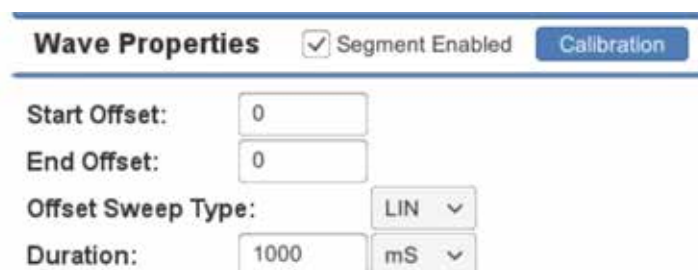 Wave Properties Segment Enabled Calibration
Start Offset: 0
End Offset: 0
Offset Sweep Type: LIN
Duration: 1000 mS